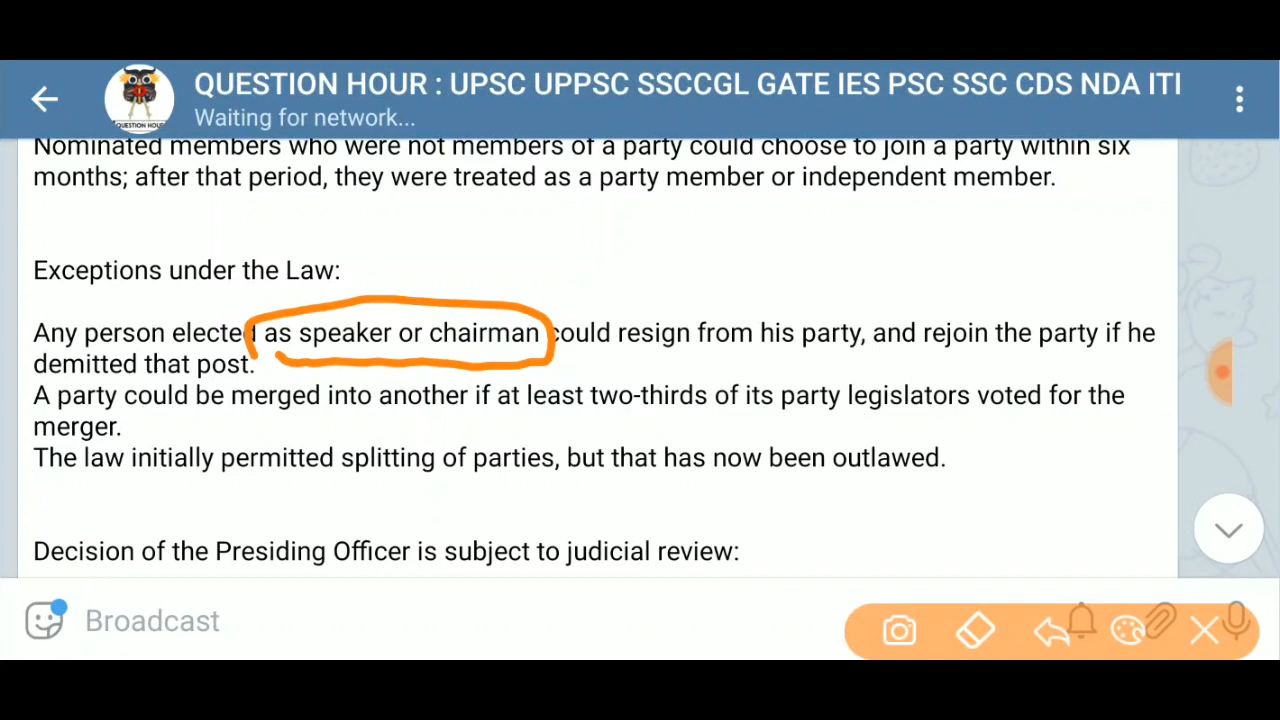 QUESTION HOUR : UPSC UPPSC SSCCGL GATE IES PSC SSC CDS NDA ITI
Waiting for network...
QUESTION HOUR
Nominated members who were not members of a party could choose to join a party within six
months; after that period, they were treated as a party member or independent member.
Exceptions under the Law:
Any person elected as speaker or chairman could resign from his party, and rejoin the party if he
demitted that post.
A party could be merged into another if at least two-thirds of its party legislators voted for the
merger.
The law initially permitted splitting of parties, but that has now been outlawed.
Decision of the Presiding Officer is subject to judicial review:
Broadcast